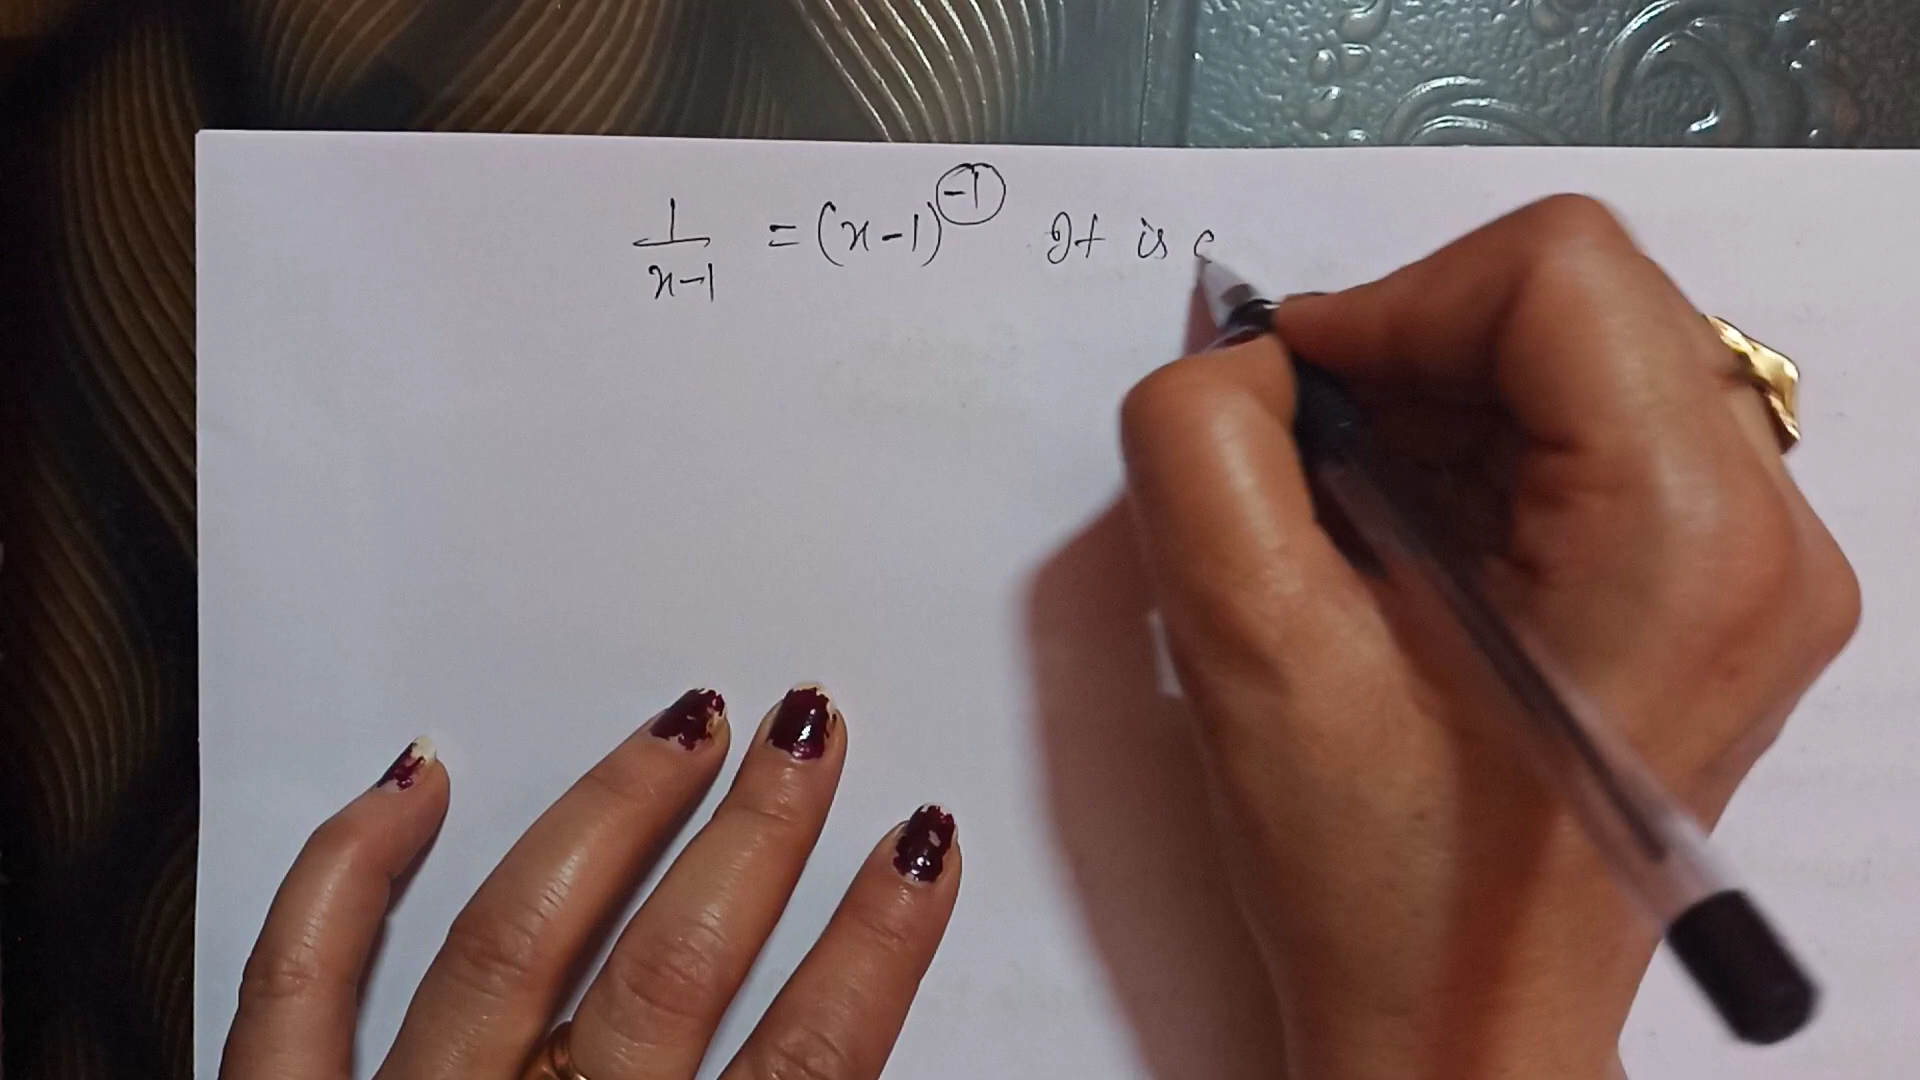 1/(x-1) = (x-1)^-1 It is